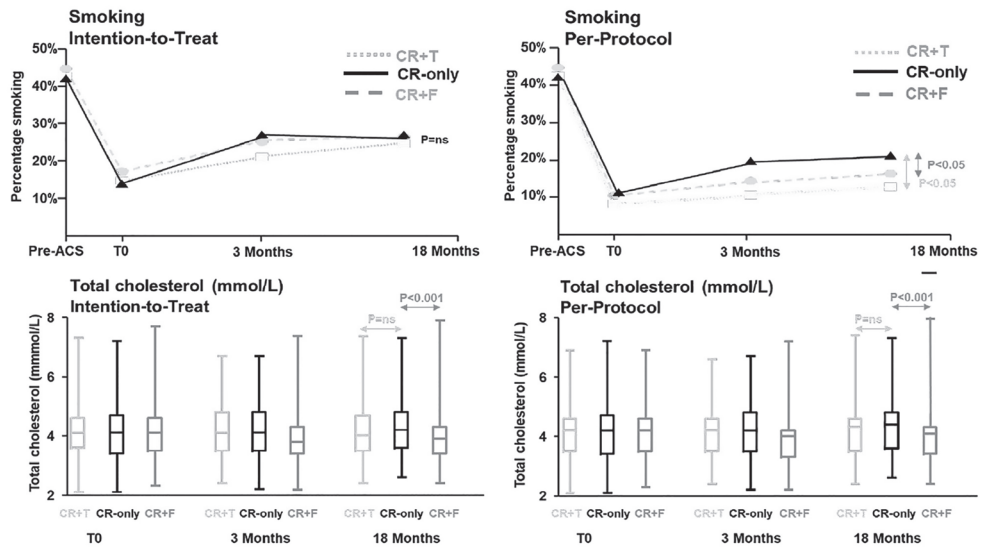 Smoking
Intention-to-Treat
50%
40%
30%
20%
10%
Percentage smoking
CR+T
CR-only
CR+F
P=ns
Pre-ACS
T0
3 Months
18 Months
Smoking
Per-Protocol
50%
40%
30%
20%
10%
Percentage smoking
CR+T
CR-only
CR+F
P<0.05
P<0.05
Pre-ACS
T0
3 Months
18 Months
Total cholesterol (mmol/L)
Intention-to-Treat
P<0.001
P=ns
8
6
4
2
Total cholesterol (mmmol/L)
CR+T CR-only CR+F
CR+T CR-only CR+F
CR+T CR-only CR+F
T0
3 Months
18 Months
Total cholesterol (mmol/L)
Per-Protocol
P<0.001
P=ns
8
6
4
2
Total cholesterol (mmmol/L)
CR+T CR-only CR+F
CR+T CR-only CR+F
CR+T CR-only CR+F
T0
3 Months
18 Months